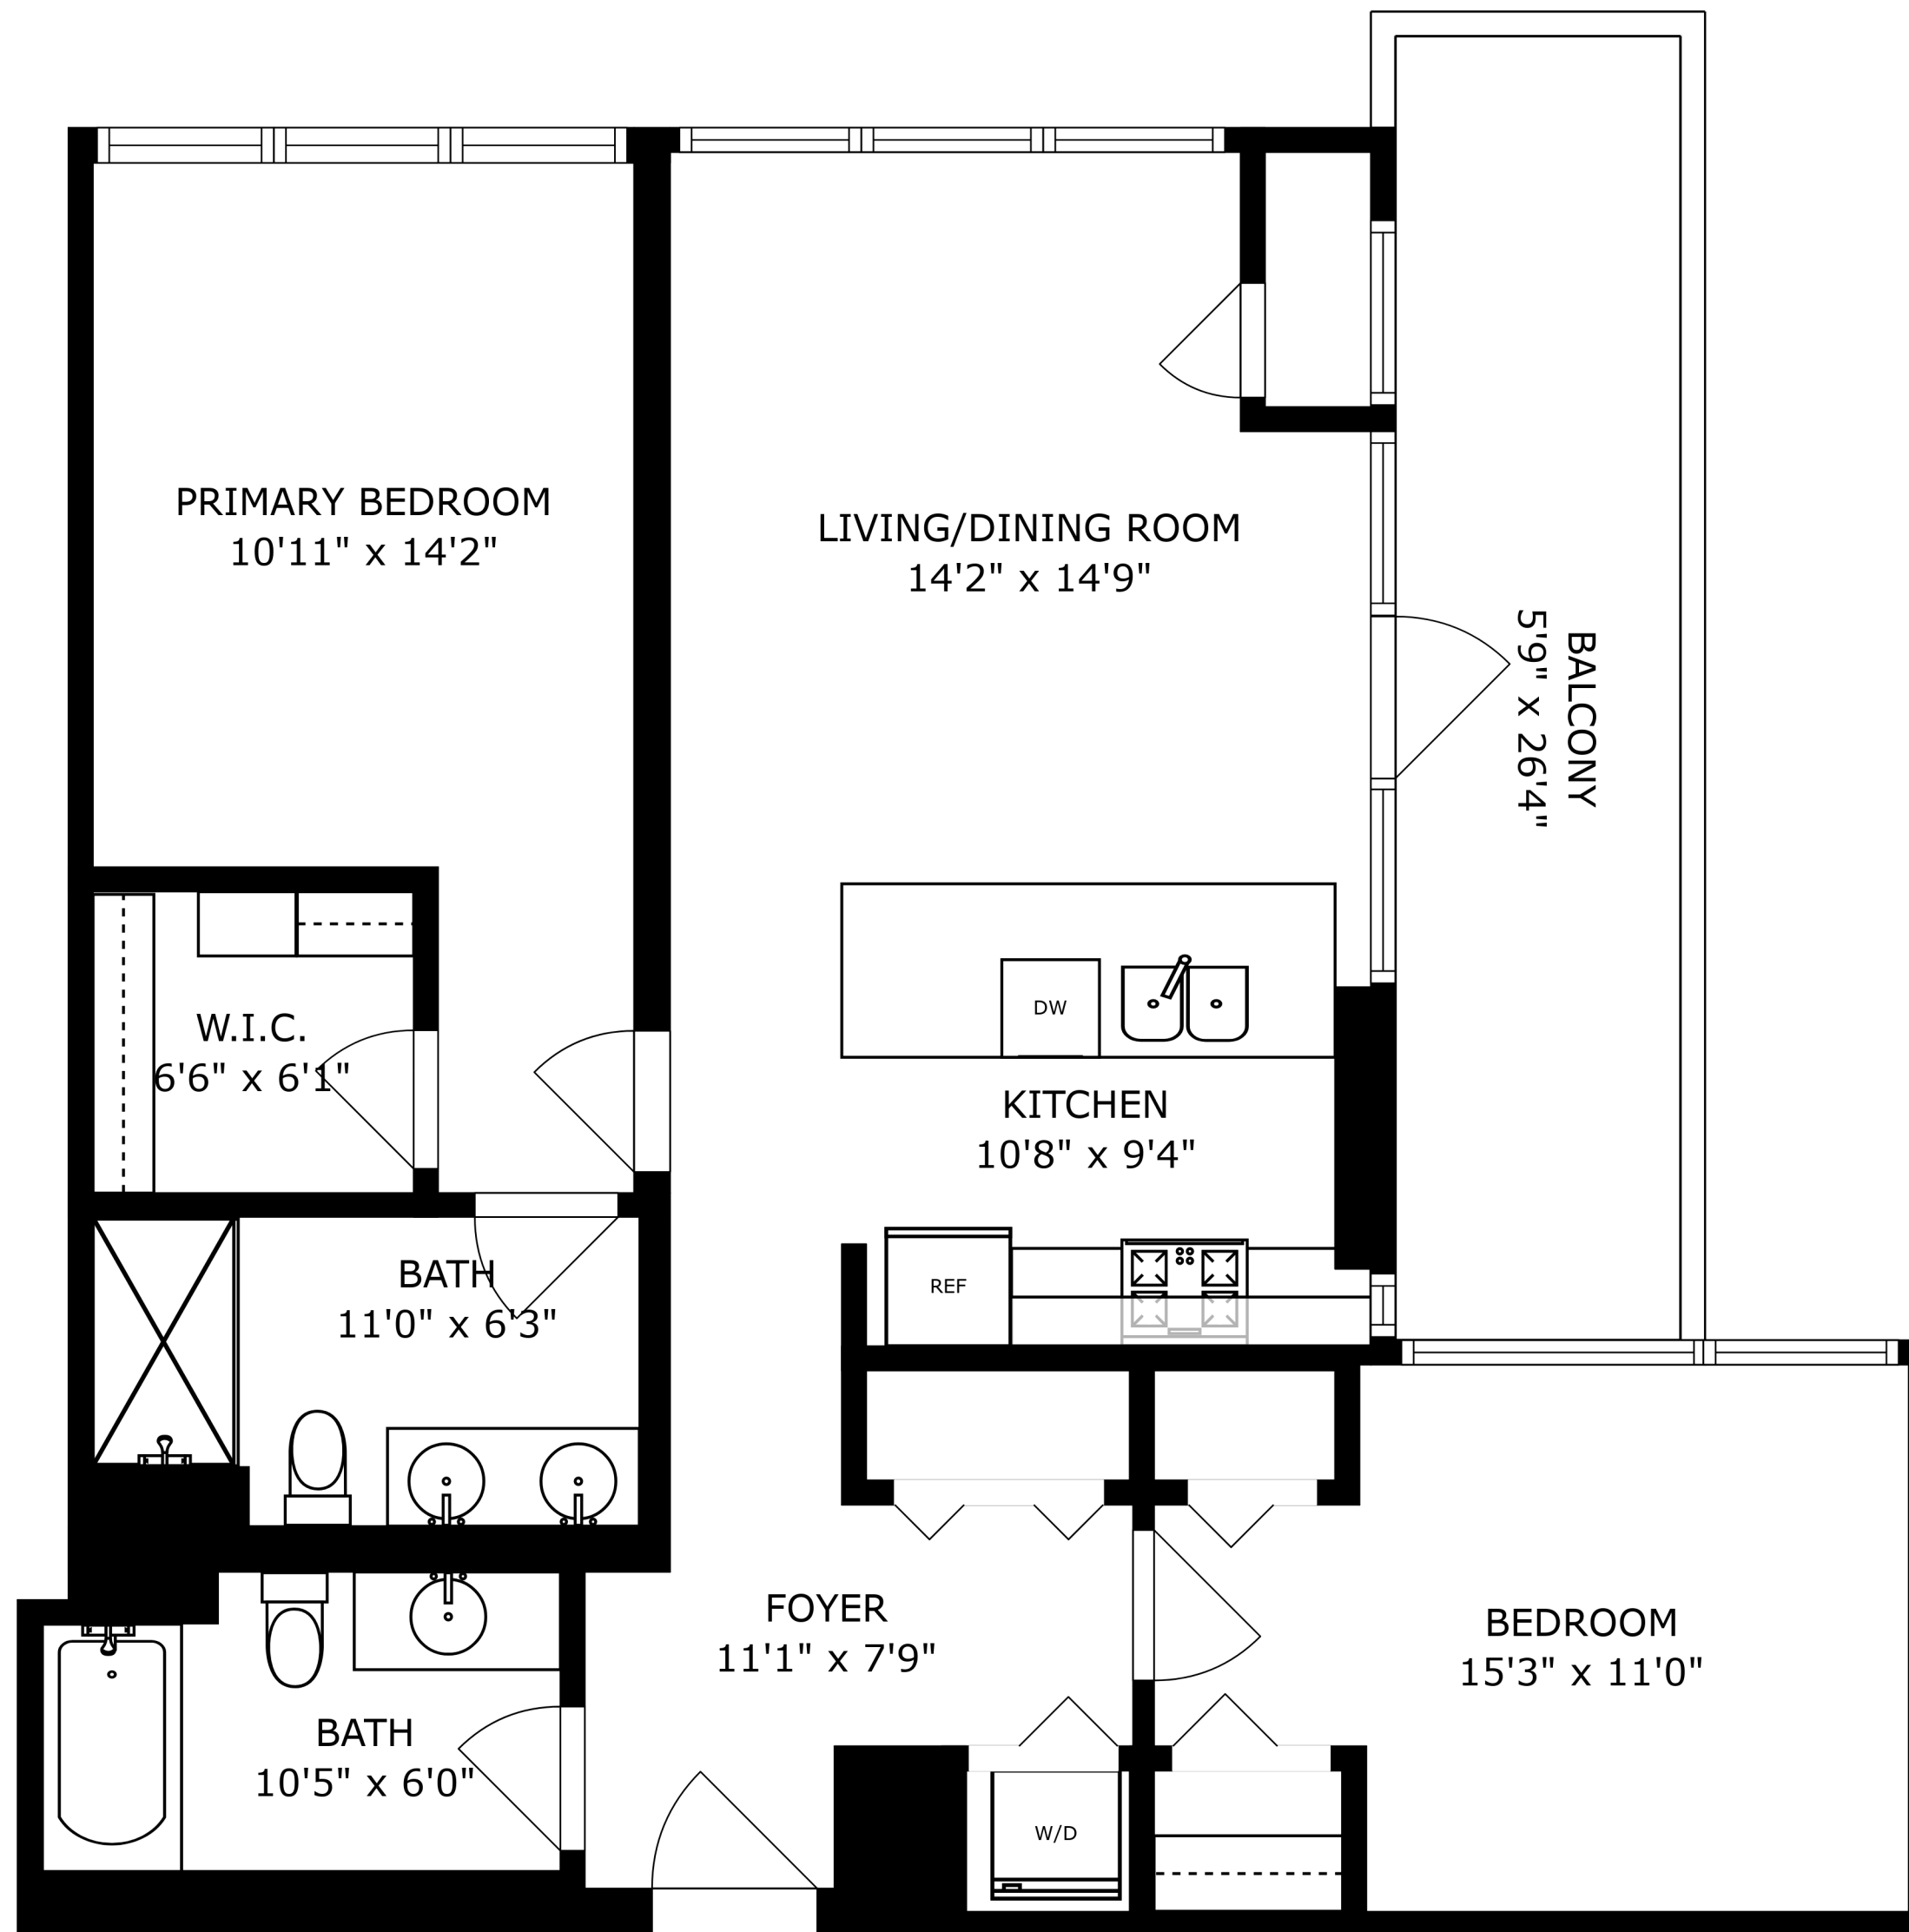 PRIMARY BEDROOM
10'11" x 14'2"
LIVING/DINING ROOM
14'2" x 14'9"
BALCONY
5'9" x 26'4"
W.I.C.
6'6" x 6'1"
DW
KITCHEN
10'8" x 9'4"
REF
BATH
11'0" x 6'3"
FOYER
11'1" x 7'9"
BEDROOM
15'3" x 11'0"
BATH
10'5" x 6'0"
W/D